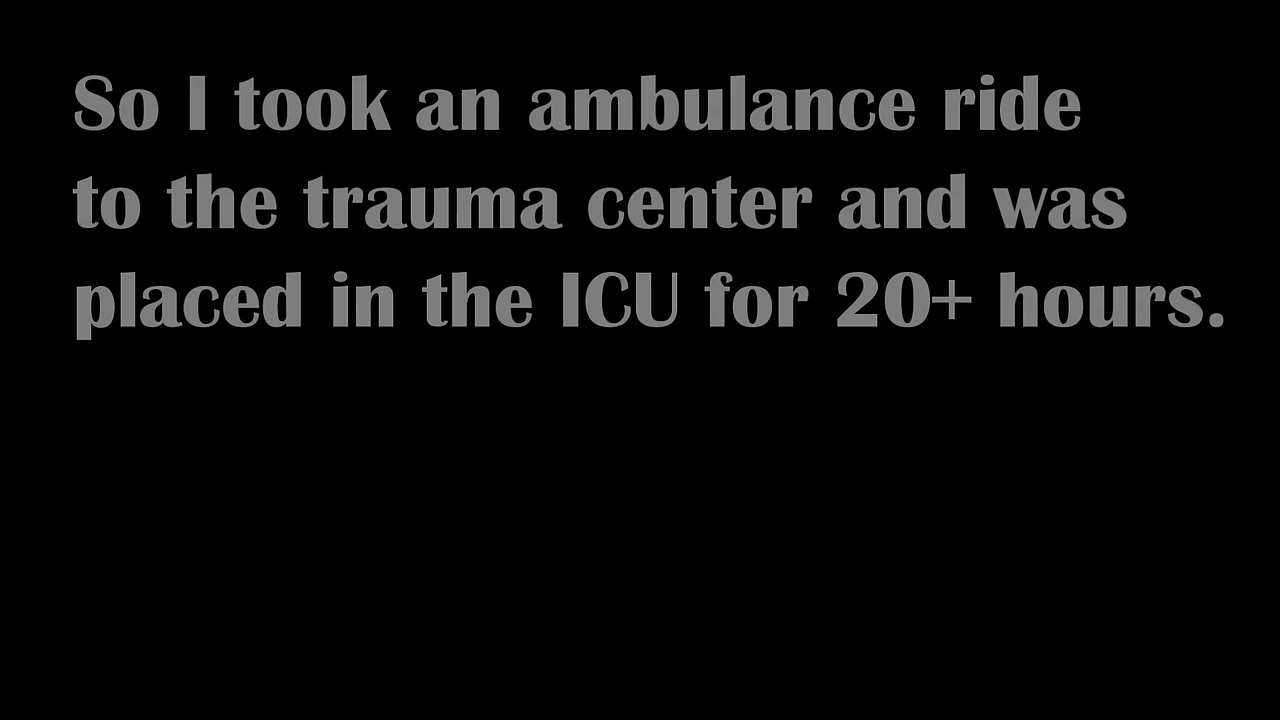 So I took an ambulance ride
to the trauma center and was
placed in the ICU for 20+ hours.